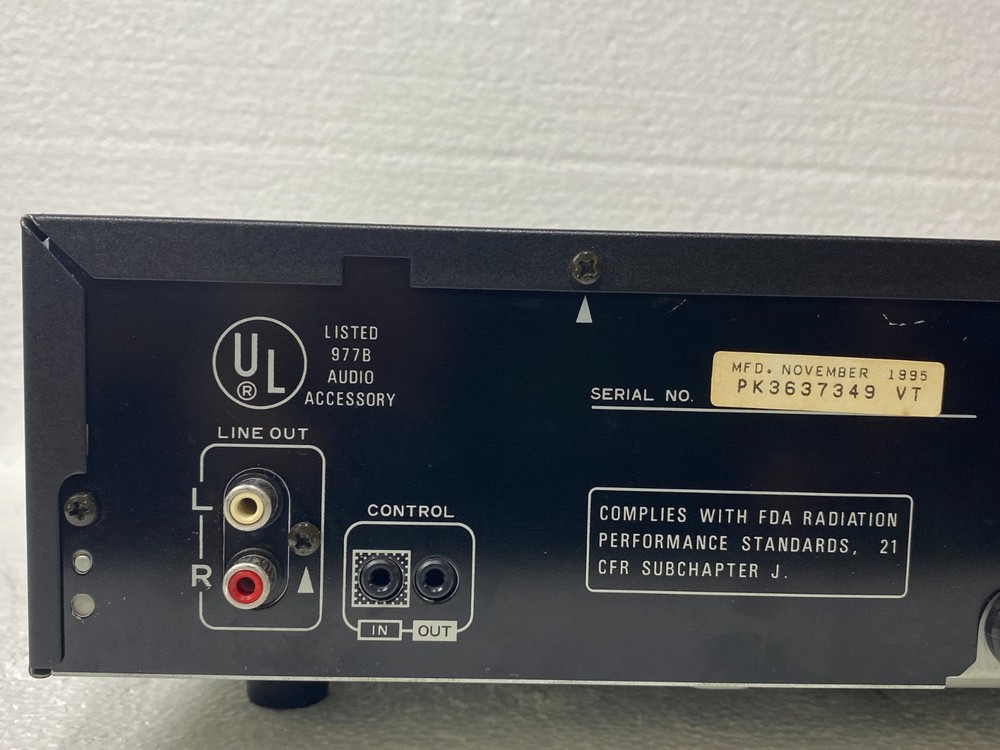 UL®
LISTED
977B
AUDIO
ACCESSORY
LINE OUT
L
R
CONTROL
IN
OUT
SERIAL NO.
MFD. NOVEMBER 1995
PK3637349 VT
COMPLIES WITH FDA RADIATION
PERFORMANCE STANDARDS, 21
CFR SUBCHAPTER J.